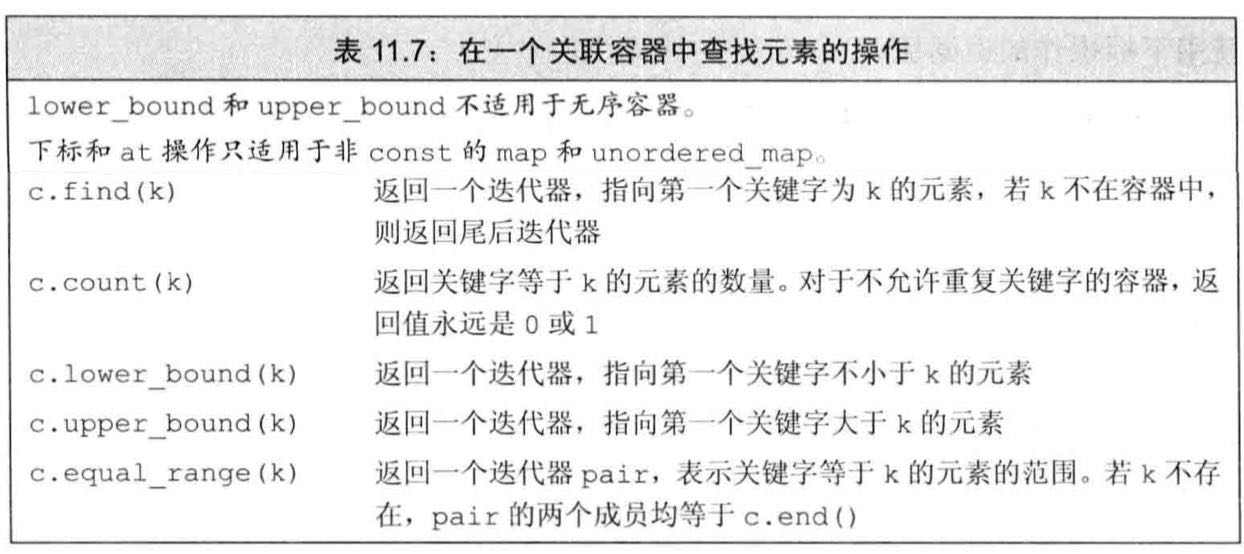 表 11.7：在一个关联容器中查找元素的操作
lower_bound 和 upper_bound 不适用于无序容器。
下标和 at 操作只适用于非 const 的 map 和 unordered_map。
c.find(k) 返回一个迭代器，指向第一个关键字为 k 的元素，若 k 不在容器中，
则返回尾后迭代器
c.count(k) 返回关键字等于 k 的元素的数量。对于不允许重复关键字的容器，返
回值永远是 0 或 1
c.lower_bound(k) 返回一个迭代器，指向第一个关键字不小于 k 的元素
c.upper_bound(k) 返回一个迭代器，指向第一个关键字大于 k 的元素
c.equal_range(k) 返回一个迭代器 pair，表示关键字等于 k 的元素的范围。若 k 不存
在，pair 的两个成员均等于 c.end()